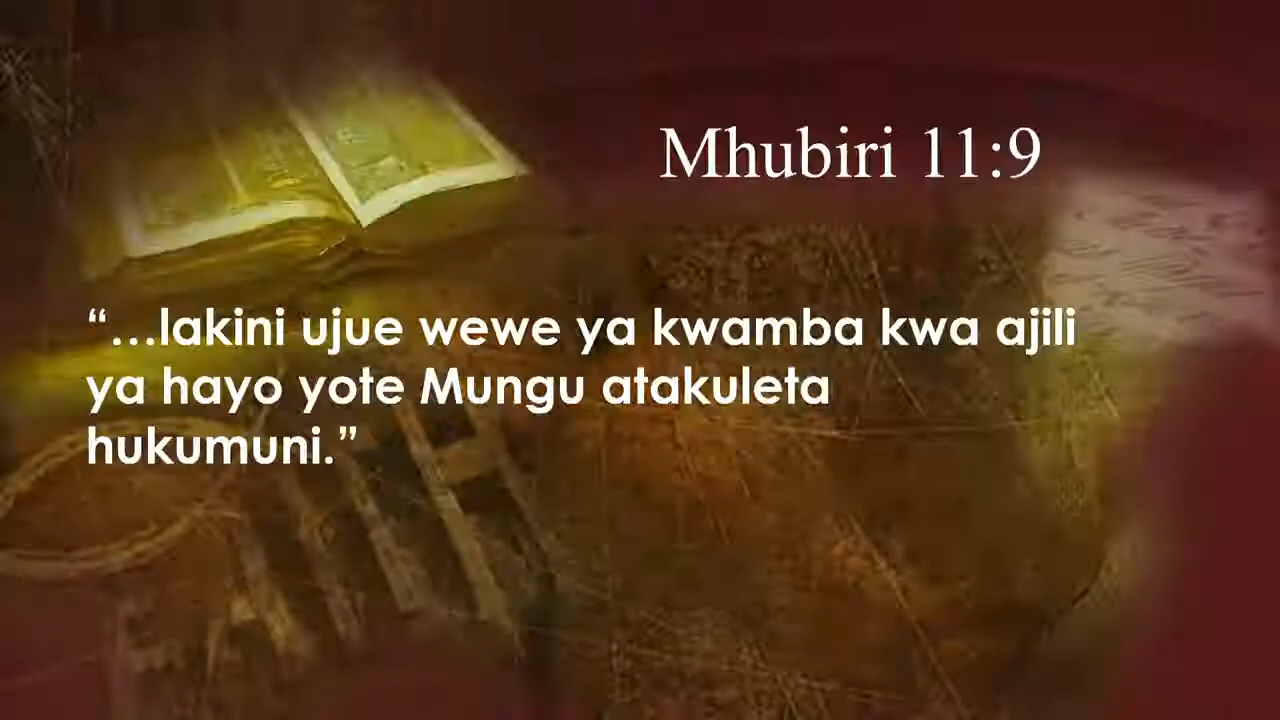 Mhubiri 11:9
“…lakini ujue wewe ya kwamba kwa ajili
ya hayo yote Mungu atakuleta
hukumuni.”